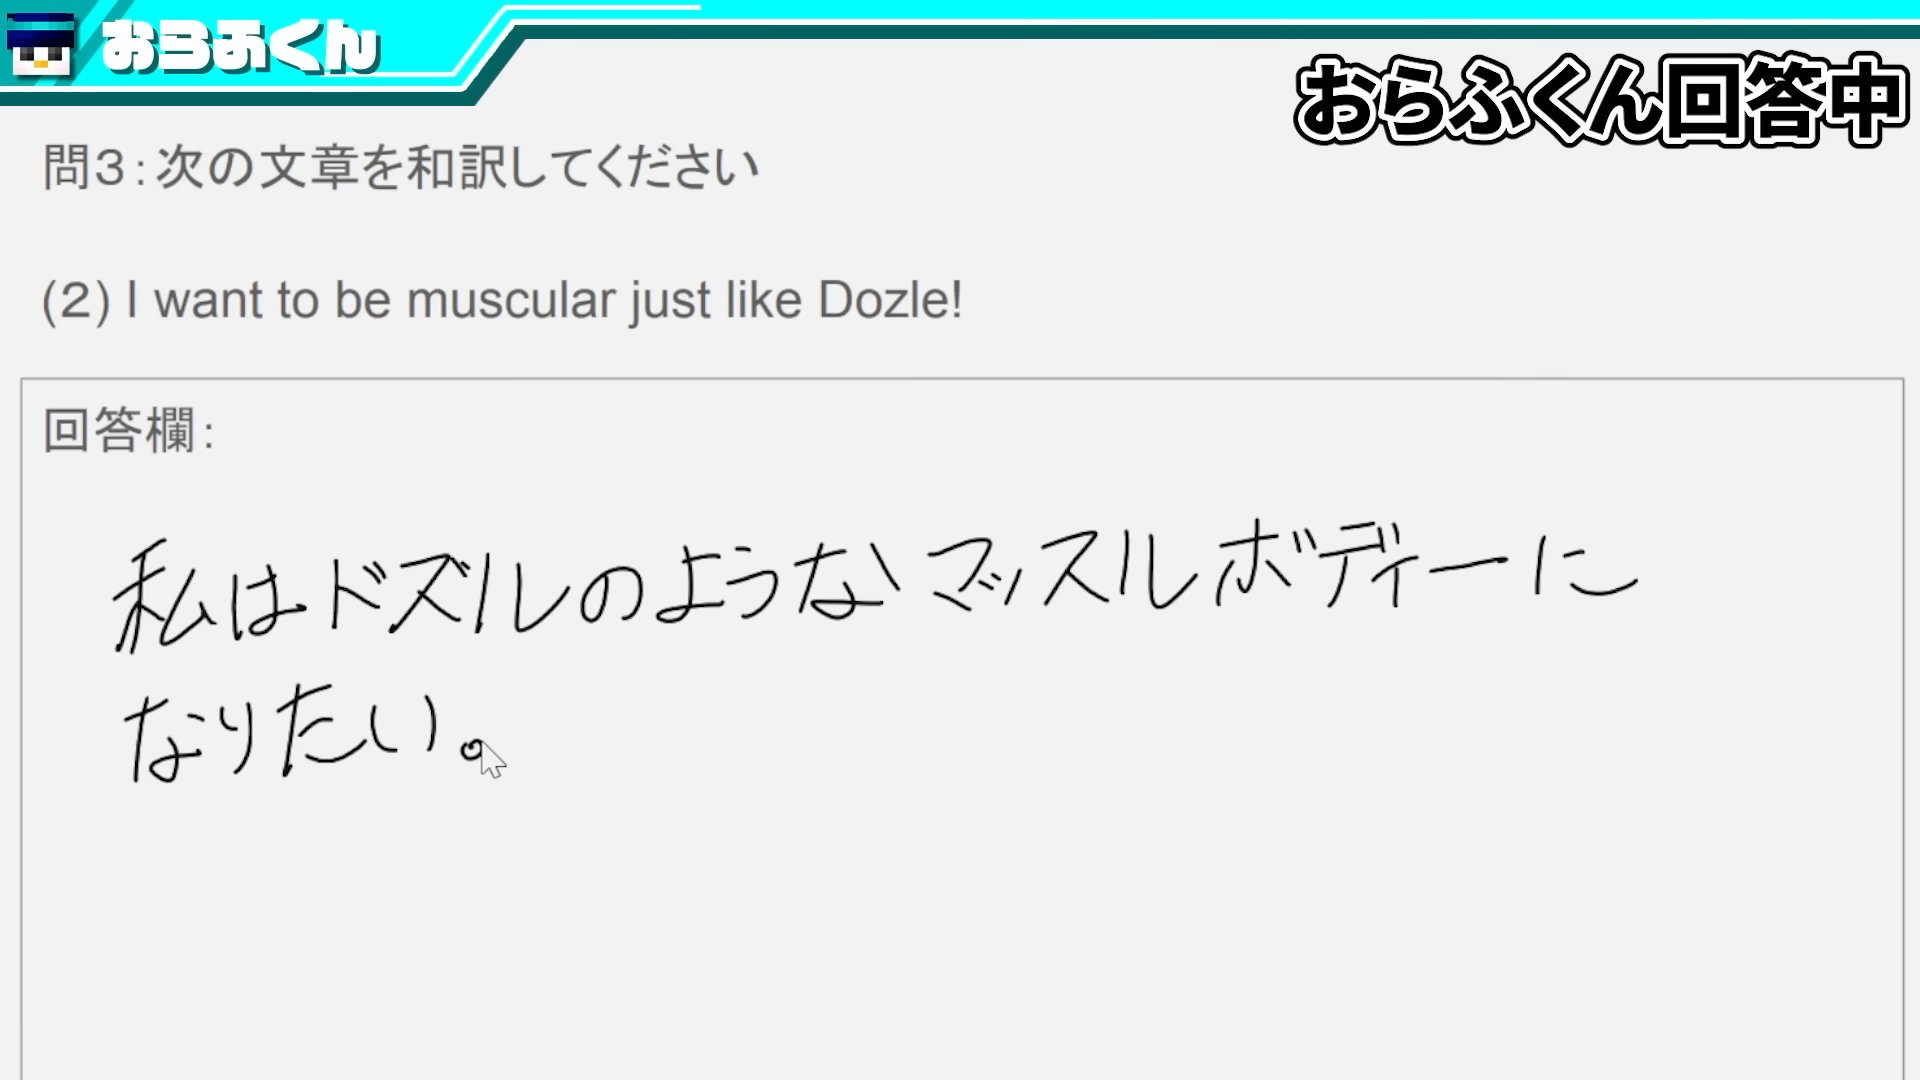 おらふくん
おらふくん回答中
問3:次の文章を和訳してください
(2) I want to be muscular just like Dozle!
回答欄:
私はドズルのようなマッスルボディーに
なりたい。